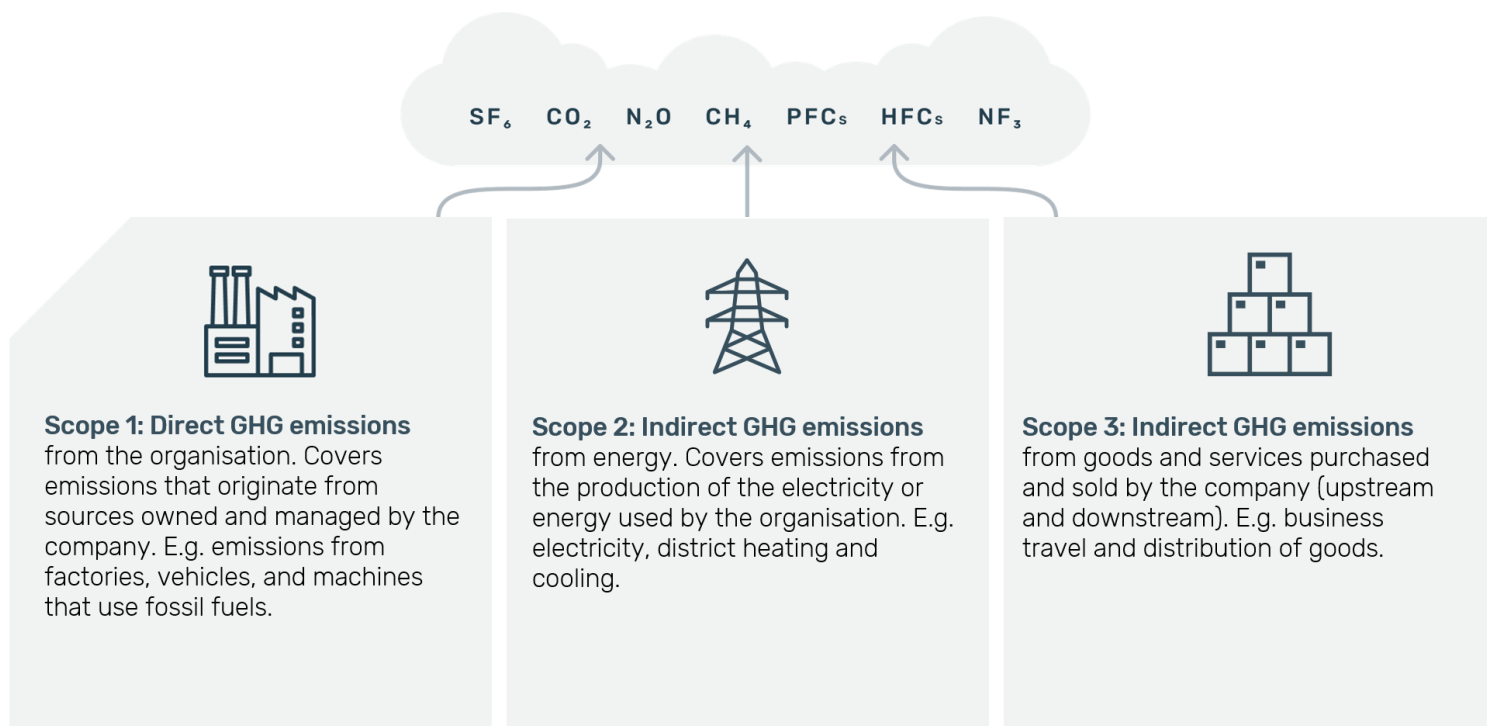 SF₆ CO₂ N₂O CH₄ PFCs HFCs NF₃
Scope 1: Direct GHG emissions
from the organisation. Covers
emissions that originate from
sources owned and managed by the
company. E.g. emissions from
factories, vehicles, and machines
that use fossil fuels.
Scope 2: Indirect GHG emissions
from energy. Covers emissions from
the production of the electricity or
energy used by the organisation. E.g.
electricity, district heating and
cooling.
Scope 3: Indirect GHG emissions
from goods and services purchased
and sold by the company (upstream
and downstream). E.g. business
travel and distribution of goods.